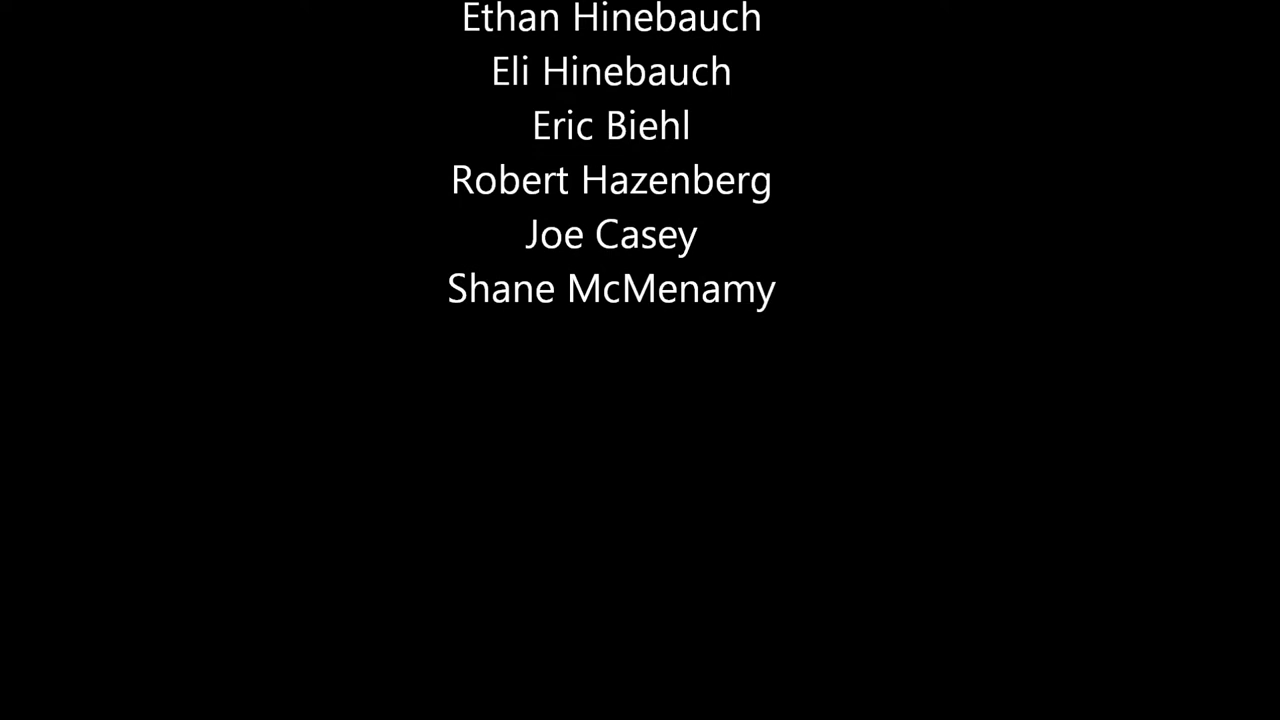 Ethan Hinebauch
Eli Hinebauch
Eric Biehl
Robert Hazenberg
Joe Casey
Shane McMenamy